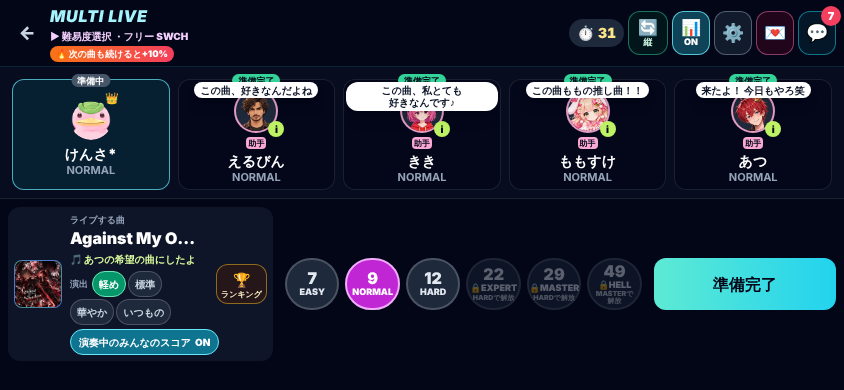 MULTI LIVE
▶ 難易度選択 ・フリー SWCH
🔥 次の曲も続けると+10%
⏱️ 31
縦
ON
7
準備中
けんさ*
NORMAL
準備完了
この曲、好きなんだよね
i
助手
えるびん
NORMAL
準備完了
この曲、私とても
好きなんです♪
i
助手
きき
NORMAL
準備完了
この曲ももの推し曲！！
i
助手
ももすけ
NORMAL
準備完了
来たよ！ 今日もやろ笑
i
助手
あつ
NORMAL
ライブする曲
Against My O...
🎵 あつの希望の曲にしたよ
演出 軽め 標準
華やか いつもの
演奏中のみんなのスコア ON
ランキング
7
EASY
9
NORMAL
12
HARD
22
🔒EXPERT
HARDで解放
29
🔒MASTER
HARDで解放
49
🔒HELL
MASTERで
解放
準備完了